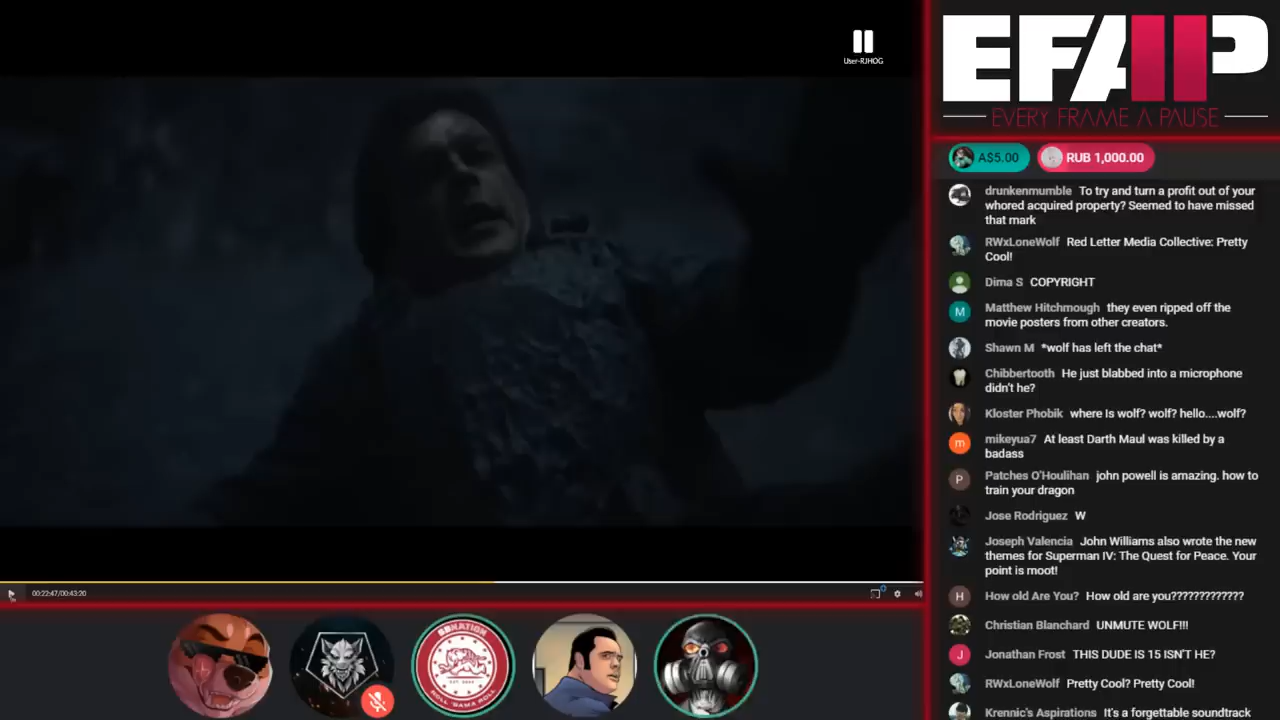 User-RJHOG
EFAP
EVERY FRAME A PAUSE
A$5.00
RUB 1,000.00
drunkenmumble To try and turn a profit out of your
whored acquired property? Seemed to have missed
that mark
RWxLoneWolf Red Letter Media Collective: Pretty
Cool!
Dima S COPYRIGHT
Matthew Hitchmough they even ripped off the
movie posters from other creators.
Shawn M *wolf has left the chat*
Chibbertooth He just blabbed into a microphone
didn't he?
Kloster Phobik where Is wolf? wolf? hello....wolf?
mikeyua7 At least Darth Maul was killed by a
badass
Patches O'Houlihan john powell is amazing. how to
train your dragon
Jose Rodriguez W
Joseph Valencia John Williams also wrote the new
themes for Superman IV: The Quest for Peace. Your
point is moot!
How old Are You? How old are you????????????
Christian Blanchard UNMUTE WOLF!!!
Jonathan Frost THIS DUDE IS 15 ISN'T HE?
RWxLoneWolf Pretty Cool? Pretty Cool!
Krennic's Aspirations It's a forgettable soundtrack
00:22:47/00:43:20
NATION
ROLL 'BAMA ROLL